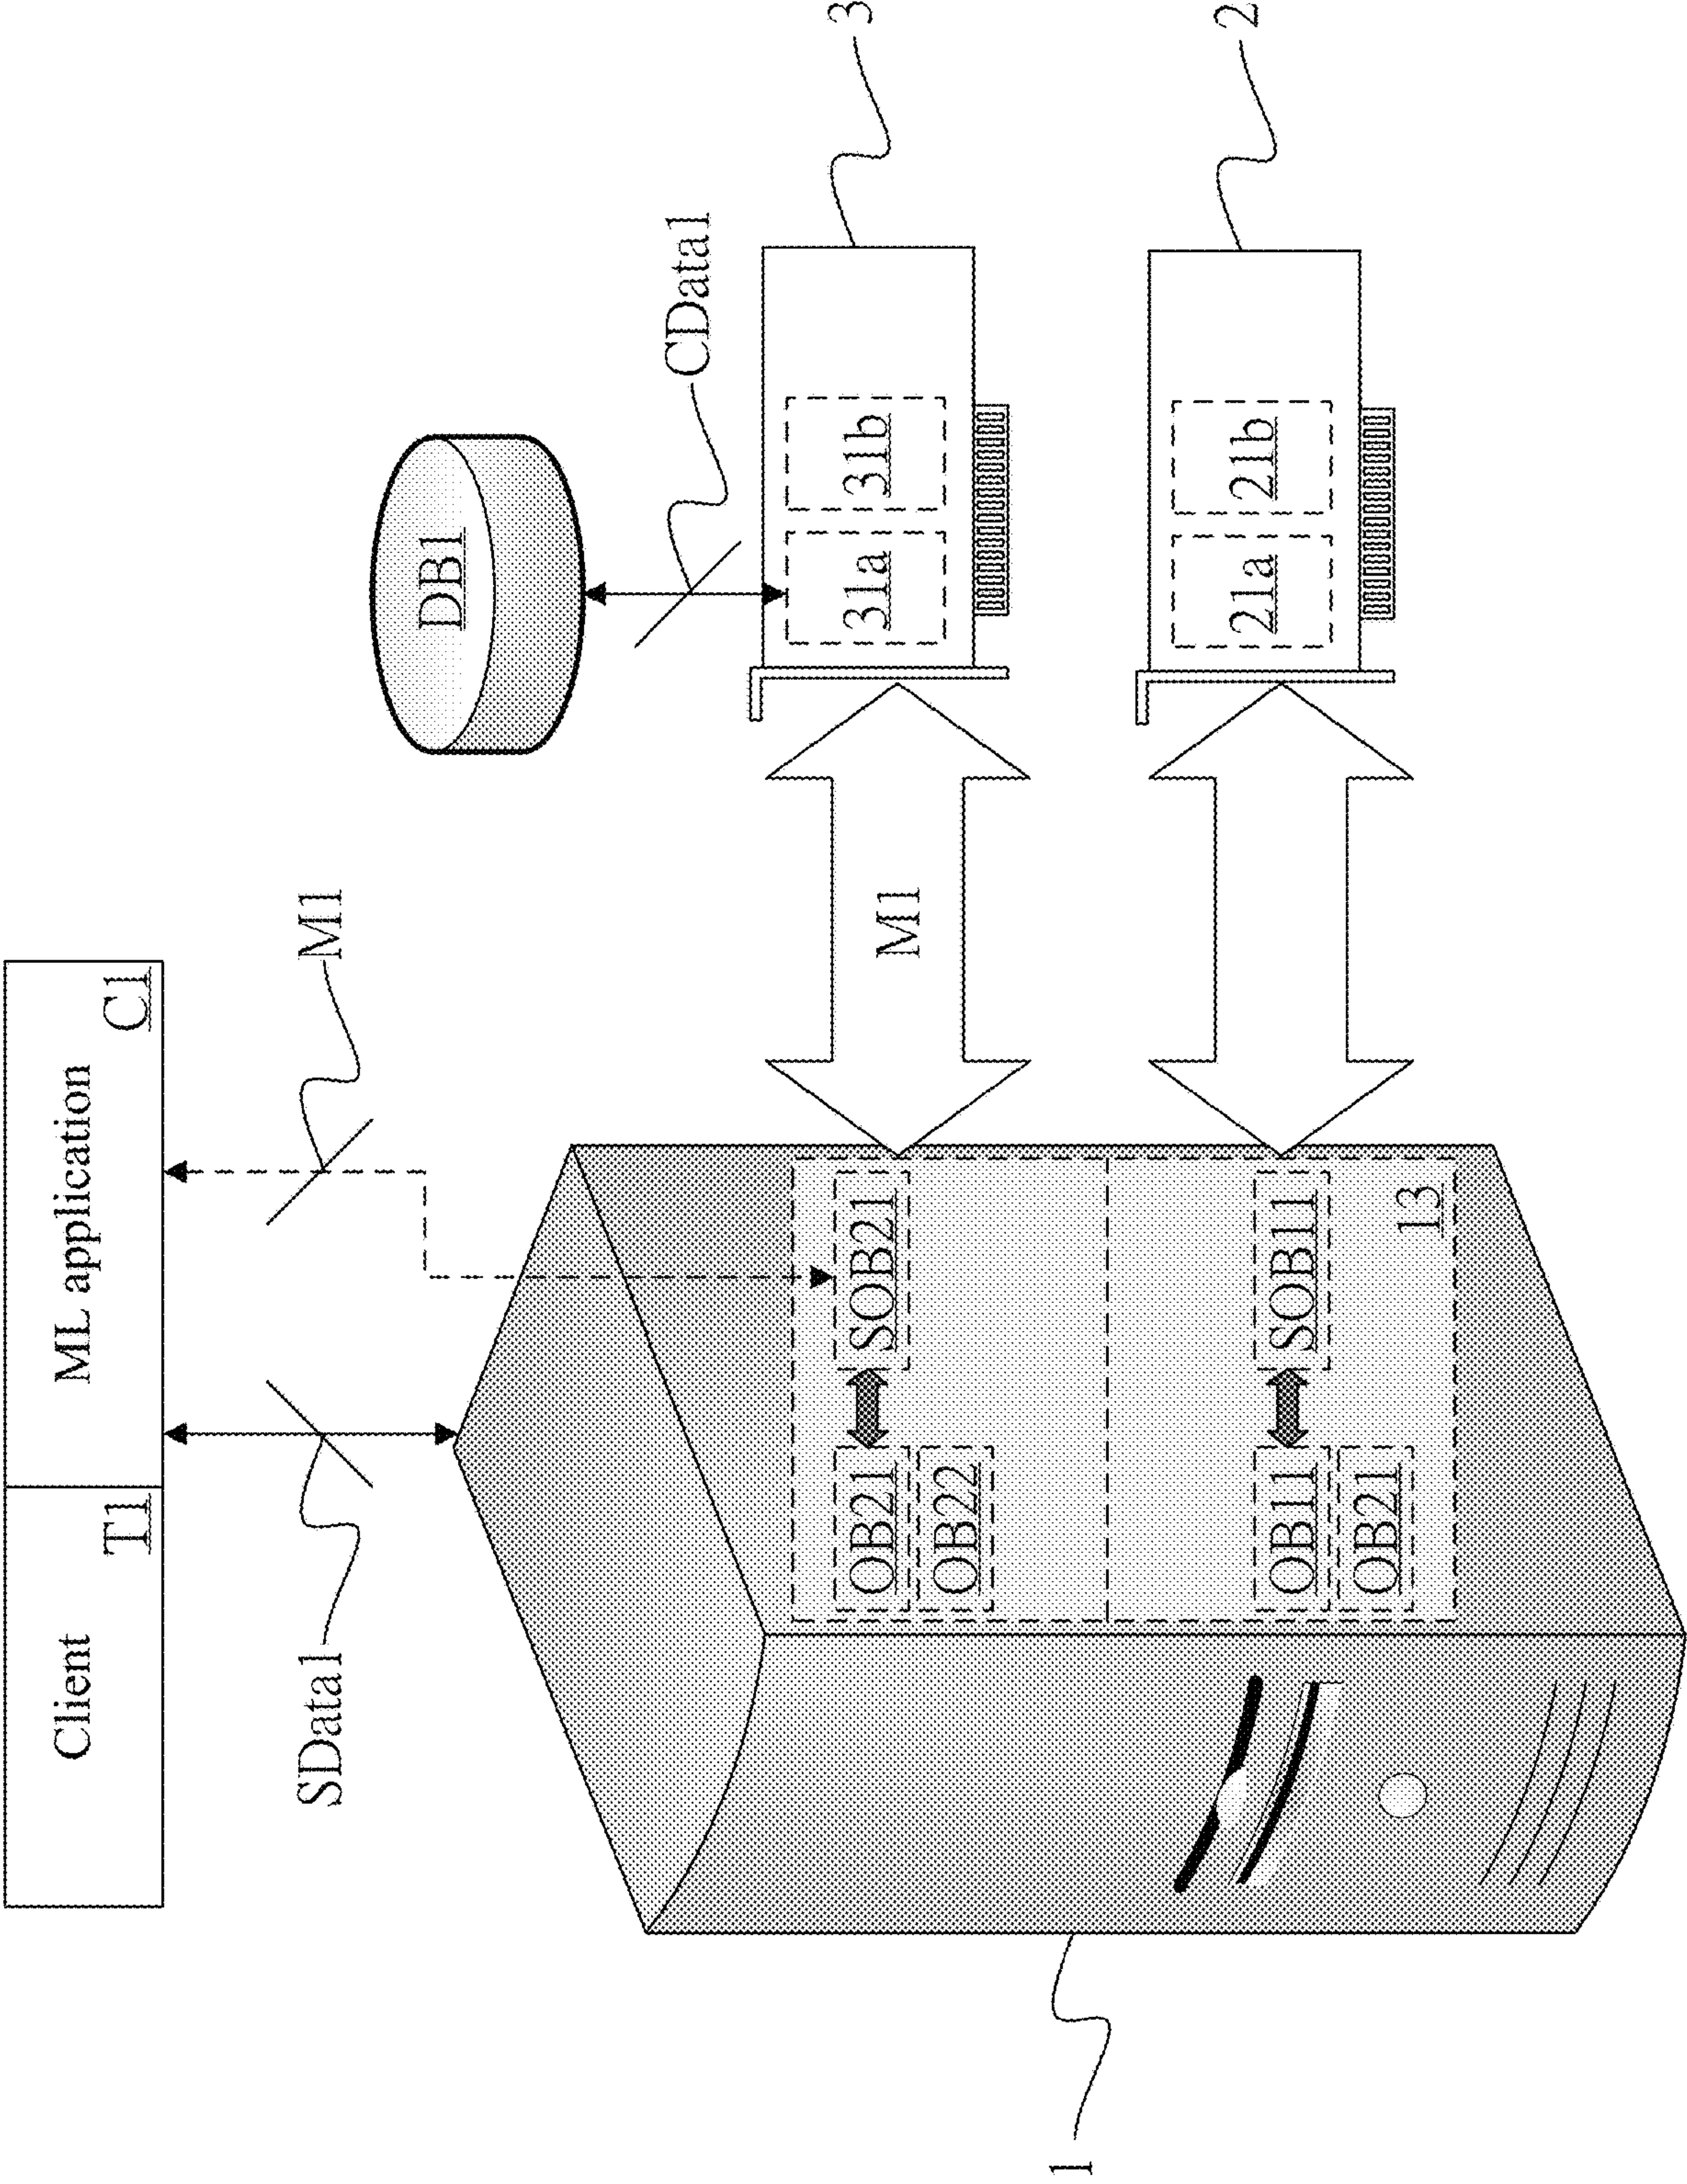 Client
T1
ML application
C1
SData1
M1
DB1
CData1
OB21
SOB21
OB22
M1
31a
31b
3
OB11
SOB11
OB21
13
21a
21b
2
1